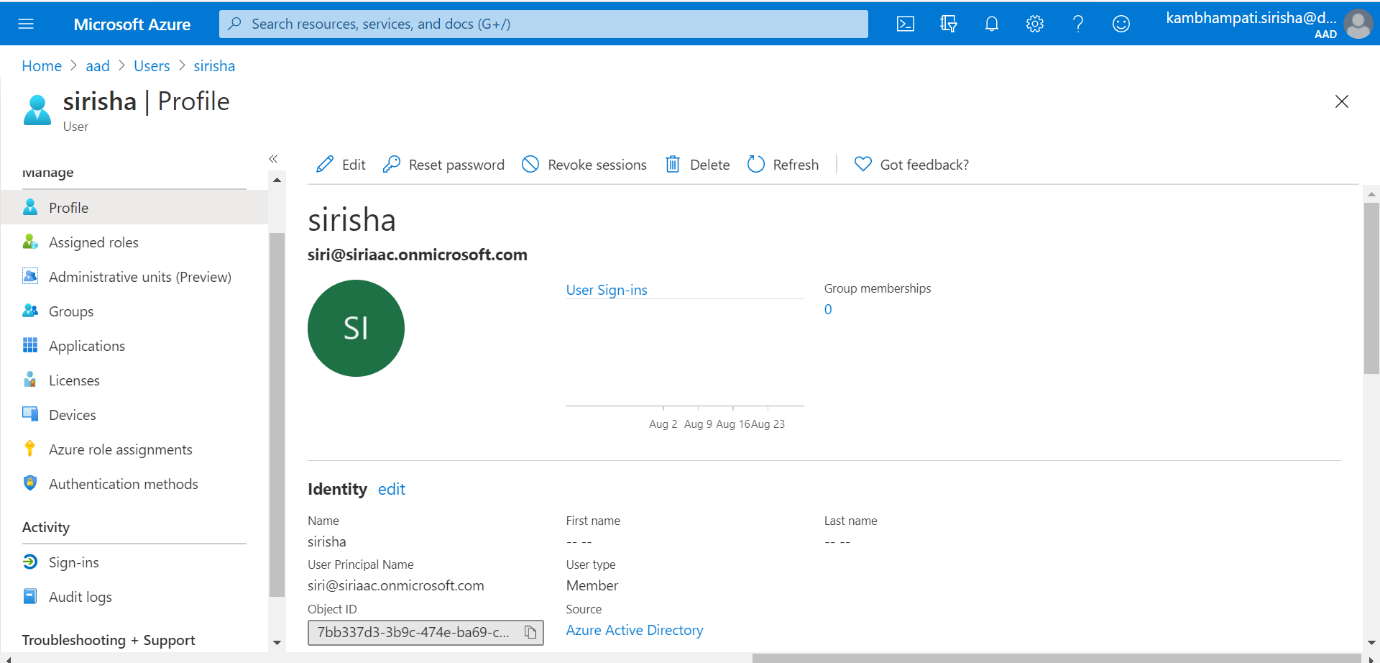 Microsoft Azure
Search resources, services, and docs (G+/)
kambhampati.sirisha@d...
AAD
Home > aad > Users > sirisha
sirisha | Profile
User
«
Manage
Profile
Assigned roles
Administrative units (Preview)
Groups
Applications
Licenses
Devices
Azure role assignments
Authentication methods
Activity
Sign-ins
Audit logs
Troubleshooting + Support
Edit Reset password Revoke sessions Delete Refresh Got feedback?
sirisha
siri@siriaac.onmicrosoft.com
SI
User Sign-ins
Aug 2 Aug 9 Aug 16 Aug 23
Group memberships
0
Identity edit
Name
sirisha
First name
-- --
Last name
-- --
User Principal Name
siri@siriaac.onmicrosoft.com
User type
Member
Object ID
7bb337d3-3b9c-474e-ba69-c...
Source
Azure Active Directory